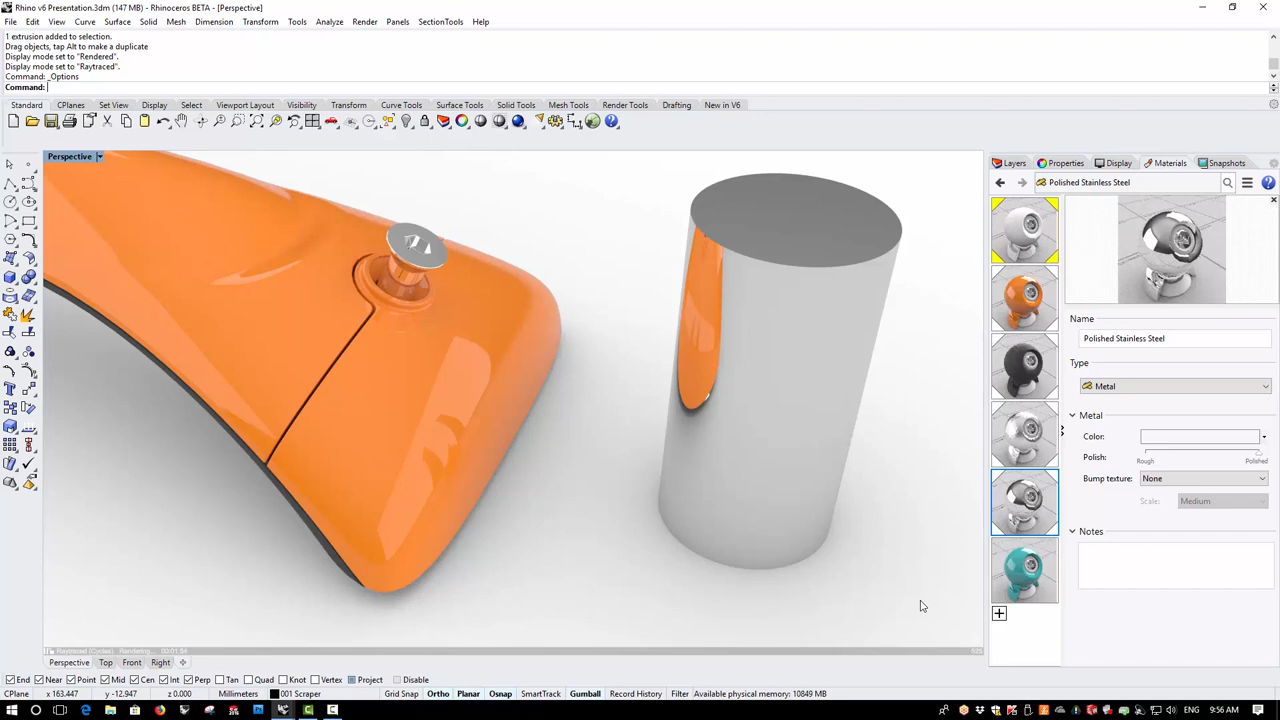 Rhino v6 Presentation.3dm (147 MB) - Rhinoceros BETA - [Perspective]
File Edit View Curve Surface Solid Mesh Dimension Transform Tools Analyze Render Panels SectionTools Help
1 extrusion added to selection.
Drag objects, tap Alt to make a duplicate
Display mode set to "Rendered".
Display mode set to "Raytraced".
Command: _Options
Command:
Standard CPlanes Set View Display Select Viewport Layout Visibility Transform Curve Tools Surface Tools Solid Tools Mesh Tools Render Tools Drafting New in V6
Perspective
Layers Properties Display Materials Snapshots
Polished Stainless Steel
Name
Polished Stainless Steel
Type
Metal
Metal
Color:
Polish:
Rough Polished
Bump texture: None
Scale: Medium
Notes
Raytraced (Cycles) Rendering... 00:01:54
Perspective Top Front Right
End Near Point Mid Cen Int Perp Tan Quad Knot Vertex Project Disable
CPlane x 163.447 y -12.947 z 0.000 Millimeters 001 Scraper Grid Snap Ortho Planar Osnap SmartTrack Gumball Record History Filter Available physical memory: 10849 MB
ENG 9:56 AM